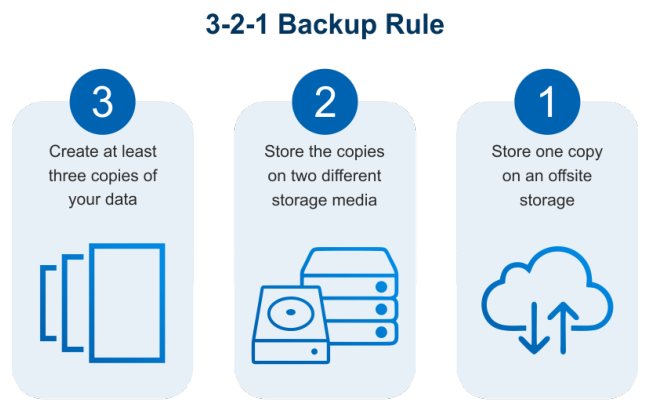 3-2-1 Backup Rule
3
Create at least
three copies of
your data
2
Store the copies
on two different
storage media
1
Store one copy
on an offsite
storage